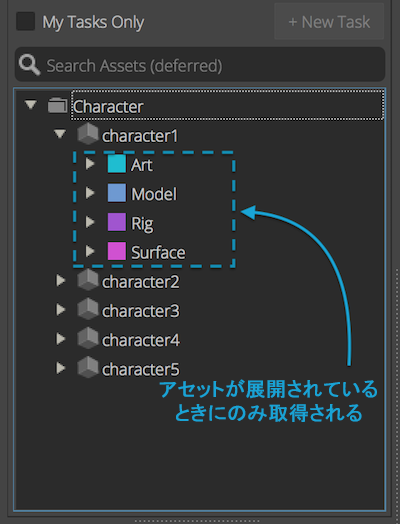 My Tasks Only
+ New Task
Search Assets (deferred)
Character
character1
Art
Model
Rig
Surface
character2
character3
character4
character5
アセットが展開されている
ときにのみ取得される